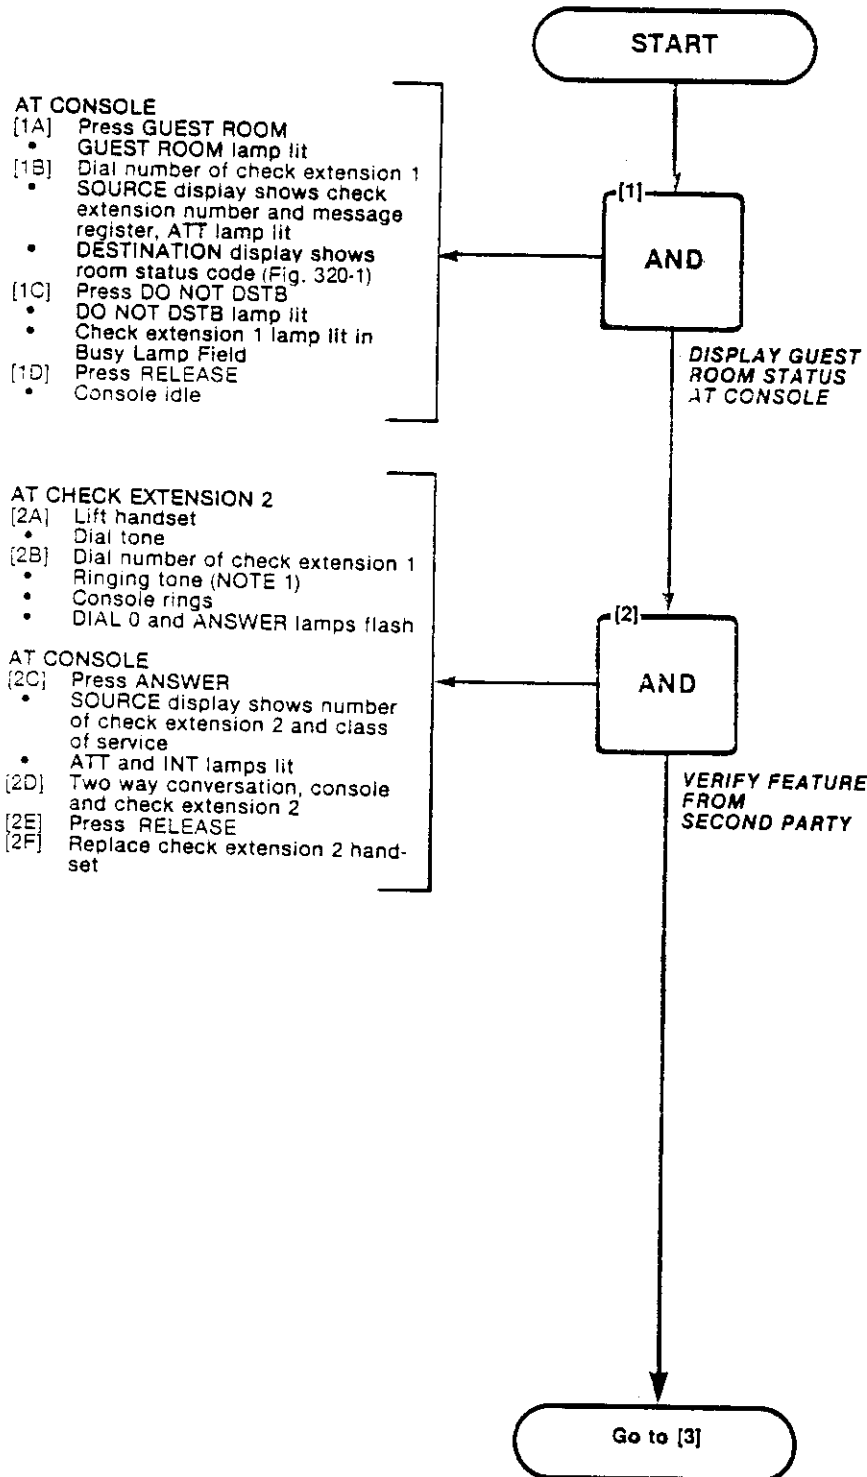 START
AT CONSOLE
[1A] Press GUEST ROOM
• GUEST ROOM lamp lit
[1B] Dial number of check extension 1
• SOURCE display shows check
extension number and message
register, ATT lamp lit
• DESTINATION display shows
room status code (Fig. 320-1)
[1C] Press DO NOT DSTB
• DO NOT DSTB lamp lit
• Check extension 1 lamp lit in
Busy Lamp Field
[1D] Press RELEASE
• Console idle
[1]
AND
DISPLAY GUEST
ROOM STATUS
AT CONSOLE
AT CHECK EXTENSION 2
[2A] Lift handset
• Dial tone
[2B] Dial number of check extension 1
• Ringing tone (NOTE 1)
• Console rings
• DIAL 0 and ANSWER lamps flash
AT CONSOLE
[2C] Press ANSWER
• SOURCE display shows number
of check extension 2 and class
of service
• ATT and INT lamps lit
[2D] Two way conversation, console
and check extension 2
[2E] Press RELEASE
[2F] Replace check extension 2 hand-
set
[2]
AND
VERIFY FEATURE
FROM
SECOND PARTY
Go to [3]